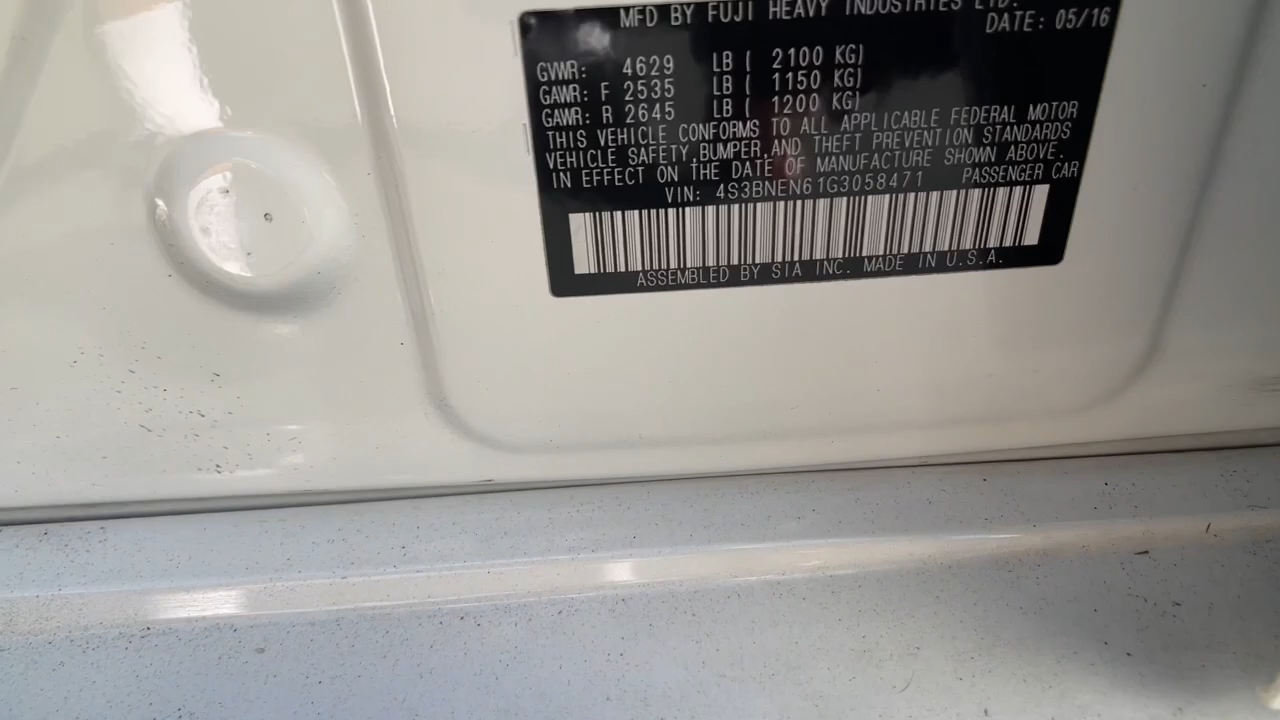 MFD BY FUJI HEAVY INDUSTRIES LTD.
DATE: 05/16
GVWR: 4629 LB ( 2100 KG)
GAWR: F 2535 LB ( 1150 KG)
GAWR: R 2645 LB ( 1200 KG)
THIS VEHICLE CONFORMS TO ALL APPLICABLE FEDERAL MOTOR
VEHICLE SAFETY,BUMPER,AND THEFT PREVENTION STANDARDS
IN EFFECT ON THE DATE OF MANUFACTURE SHOWN ABOVE.
VIN: 4S3BNEN61G3058471 PASSENGER CAR
ASSEMBLED BY SIA INC. MADE IN U.S.A.